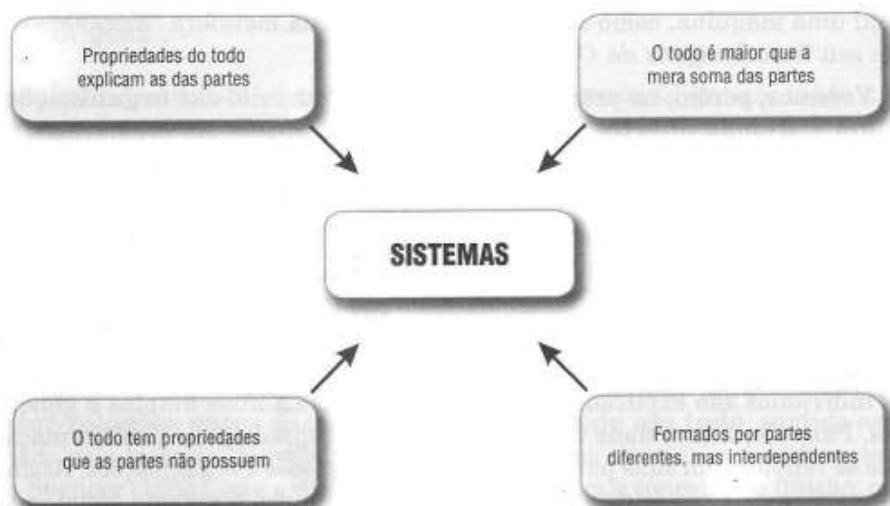 Propriedades do todo
explicam as das partes
O todo é maior que a
mera soma das partes
SISTEMAS
O todo tem propriedades
que as partes não possuem
Formados por partes
diferentes, mas interdependentes